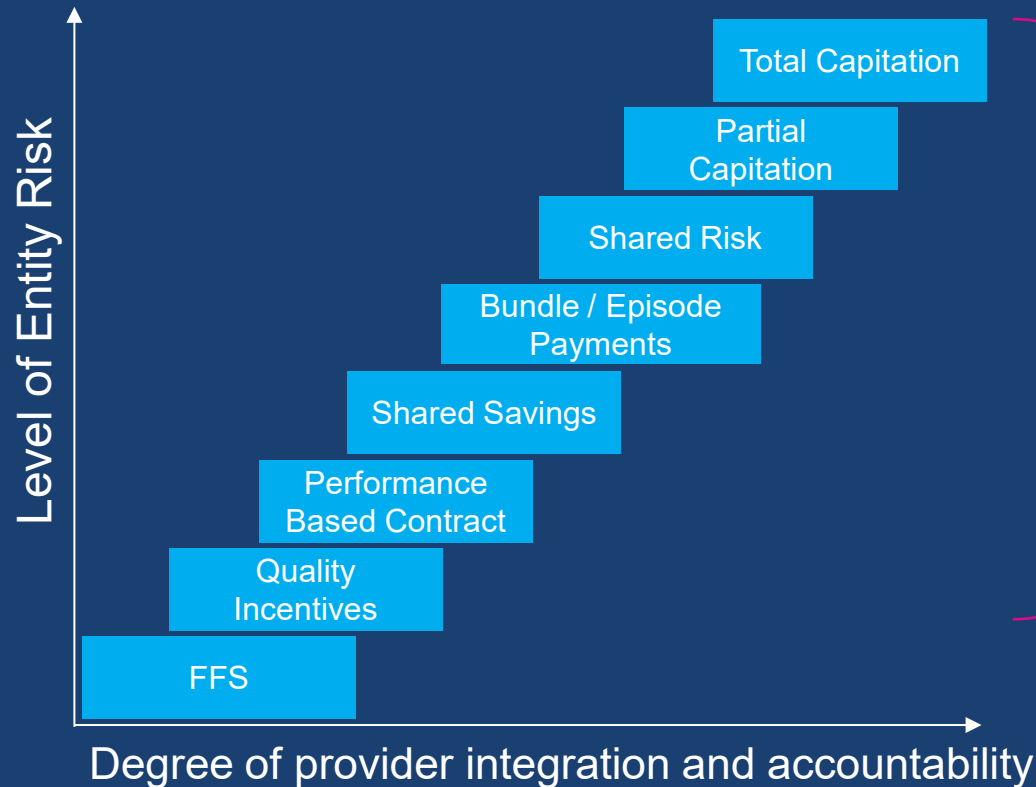 Level of Entity Risk
Total Capitation
Partial
Capitation
Shared Risk
Bundle / Episode
Payments
Shared Savings
Performance
Based Contract
Quality
Incentives
FFS
Degree of provider integration and accountability